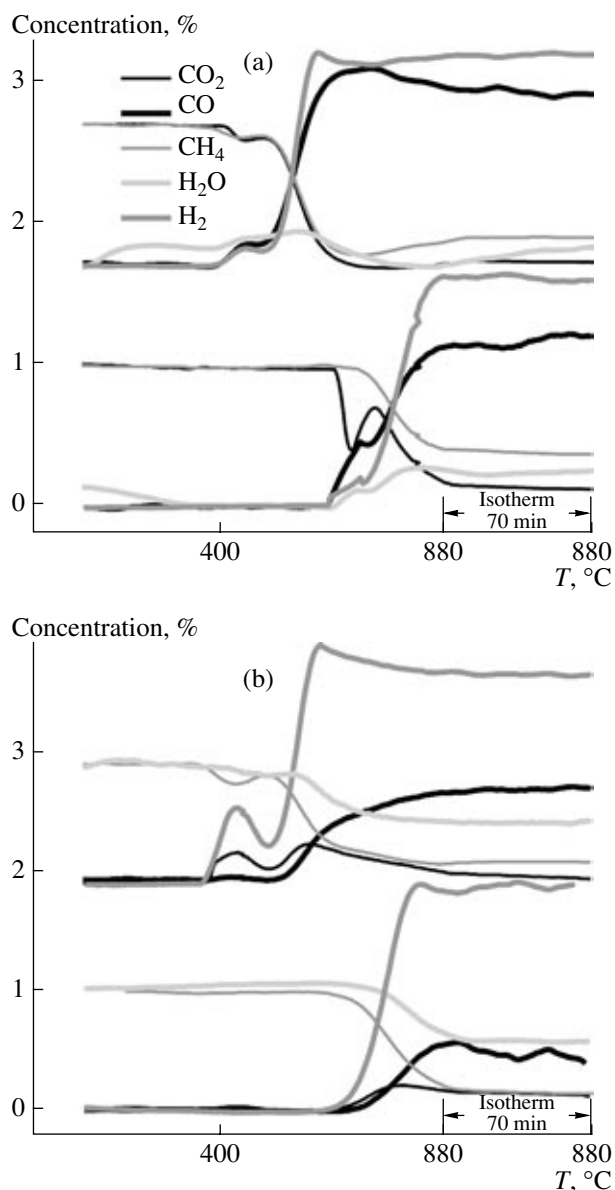 Concentration, %
(a)
3
CO₂
CO
CH₄
H₂O
H₂
2
1
0
Isotherm
70 min
400
880
880
T, °C
Concentration, %
(b)
3
2
1
0
Isotherm
70 min
400
880
880
T, °C